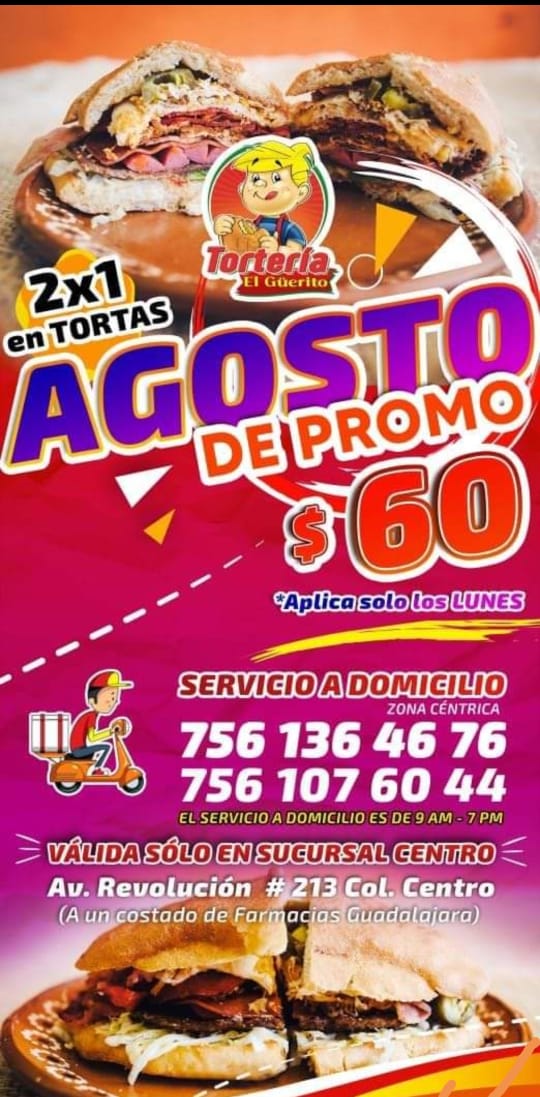 Tortería
El Güerito
2x1
en TORTAS
AGOSTO
DE PROMO
$ 60
*Aplica solo los LUNES
SERVICIO A DOMICILIO
ZONA CÉNTRICA
756 136 46 76
756 107 60 44
EL SERVICIO A DOMICILIO ES DE 9 AM - 7 PM
VÁLIDA SÓLO EN SUCURSAL CENTRO
Av. Revolución # 213 Col. Centro
(A un costado de Farmacias Guadalajara)